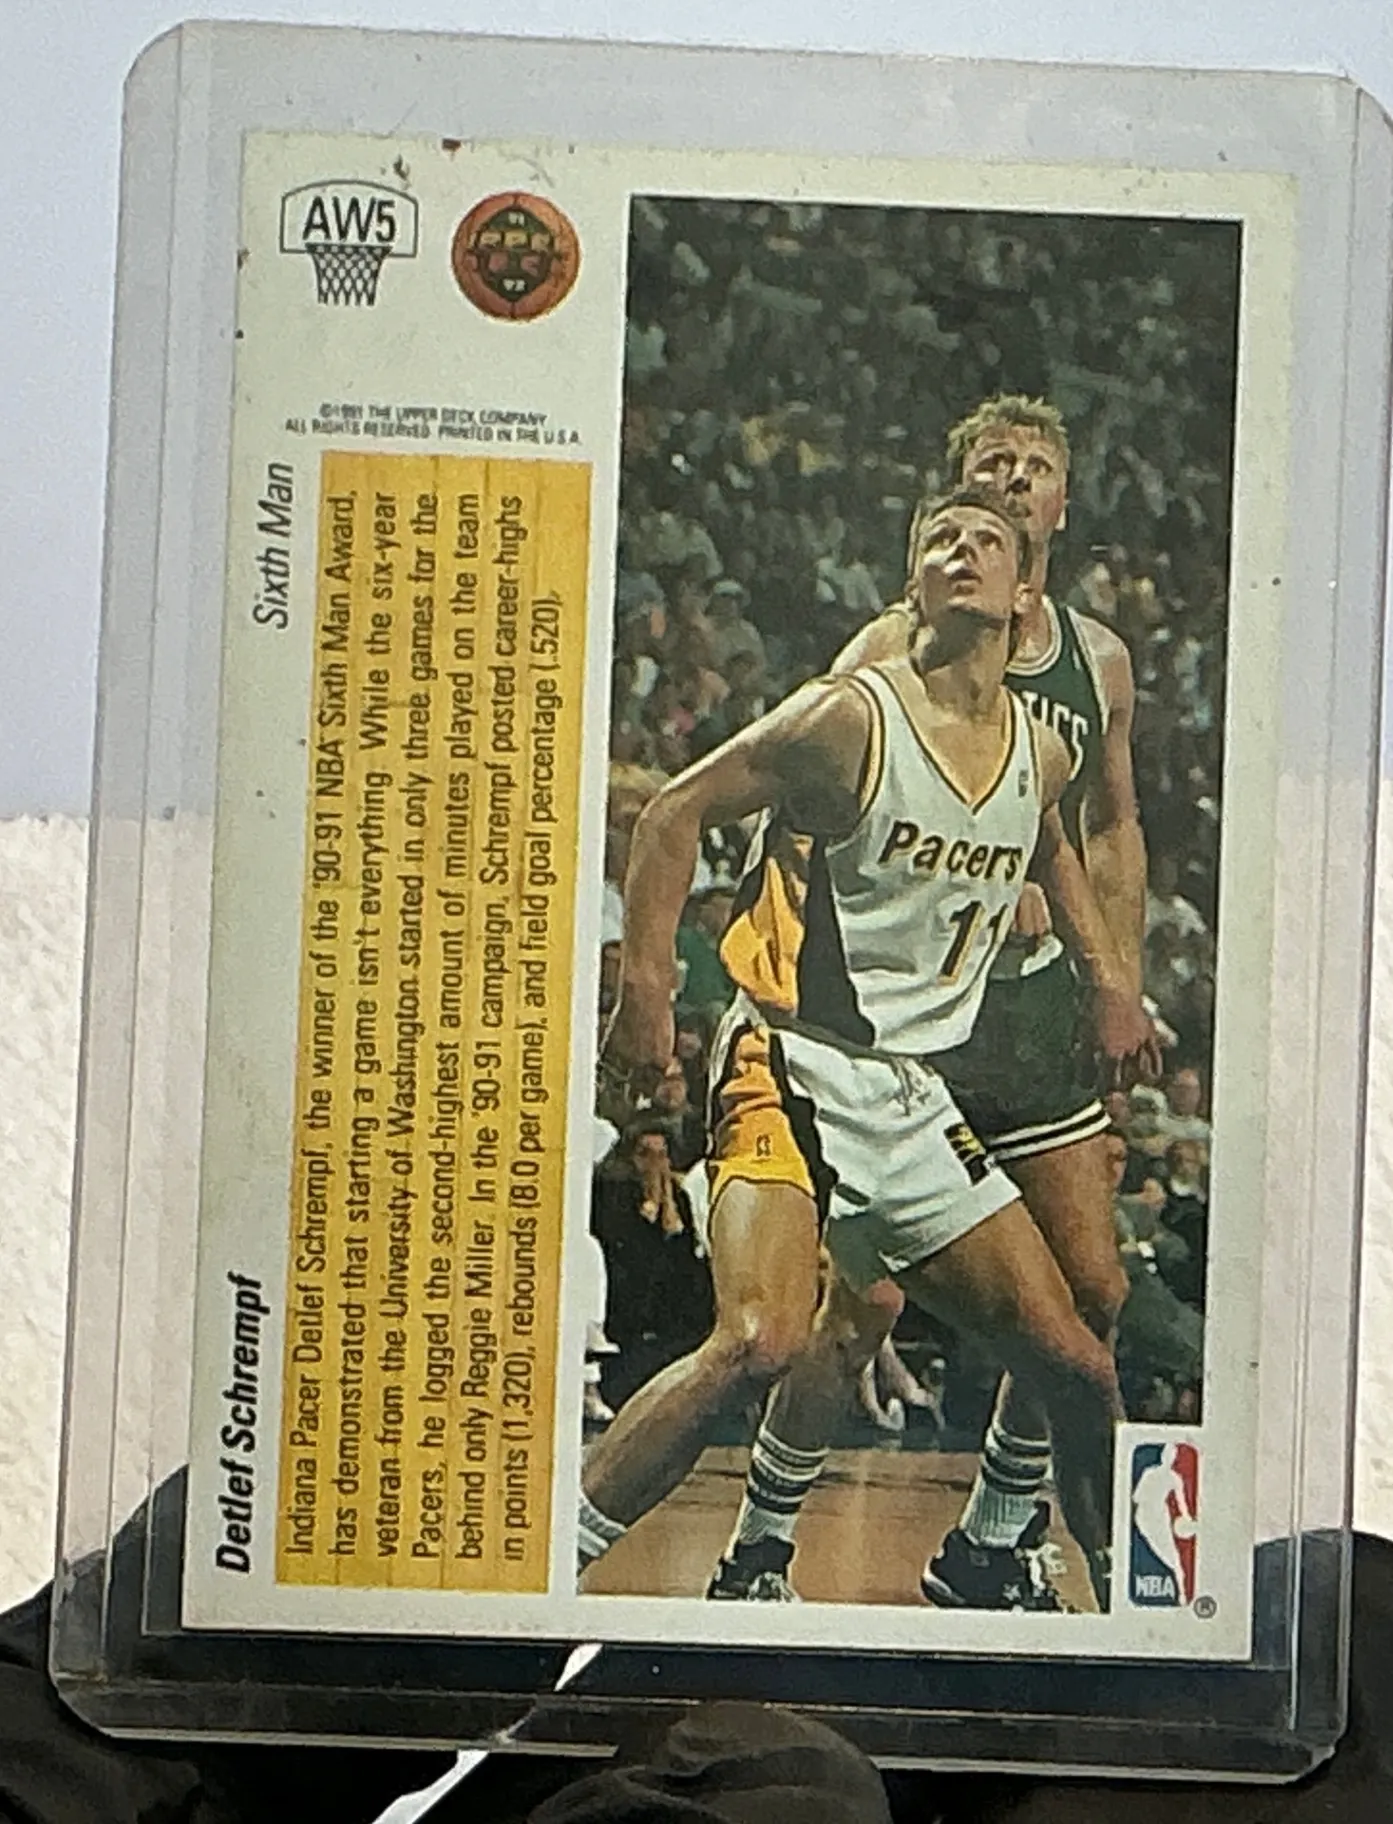 AW5
©1991 THE UPPER DECK COMPANY
ALL RIGHTS RESERVED. PRINTED IN THE U.S.A.
Detlef Schrempf
Sixth Man
Indiana Pacer Detlef Schrempf, the winner of the '90-91 NBA Sixth Man Award,
has demonstrated that starting a game isn't everything. While the six-year
veteran from the University of Washington started in only three games for the
Pacers, he logged the second-highest amount of minutes played on the team
behind only Reggie Miller. In the '90-91 campaign, Schrempf posted career-highs
in points (1,320), rebounds (8.0 per game), and field goal percentage (.520).
TICS
Pacers
11
NBA
®